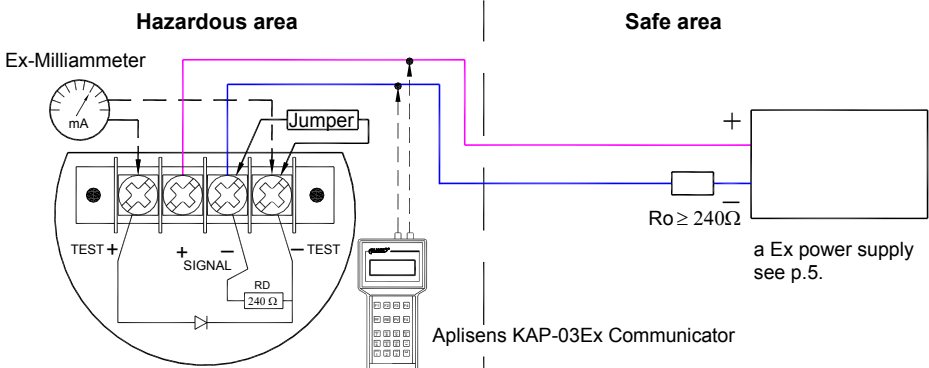 Hazardous area
Safe area
Ex-Milliammeter
mA
Jumper
+
TEST +
+ −
SIGNAL
− TEST
RD
240 Ω
Ro ≥ 240Ω
−
a Ex power supply
see p.5.
Aplisens KAP-03Ex Communicator